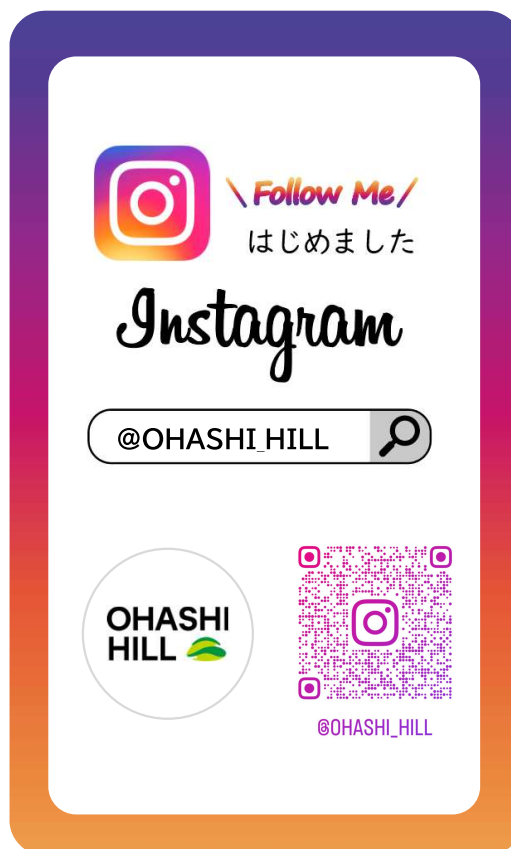 \ Follow Me /
はじめました
Instagram
@OHASHI_HILL
OHASHI
HILL
@OHASHI_HILL